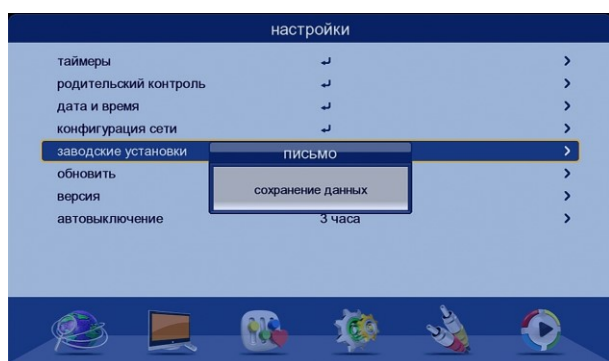 настройки
таймеры
родительский контроль
дата и время
конфигурация сети
заводские установки
письмо
обновить
сохранение данных
версия
автовыключение 3 часа